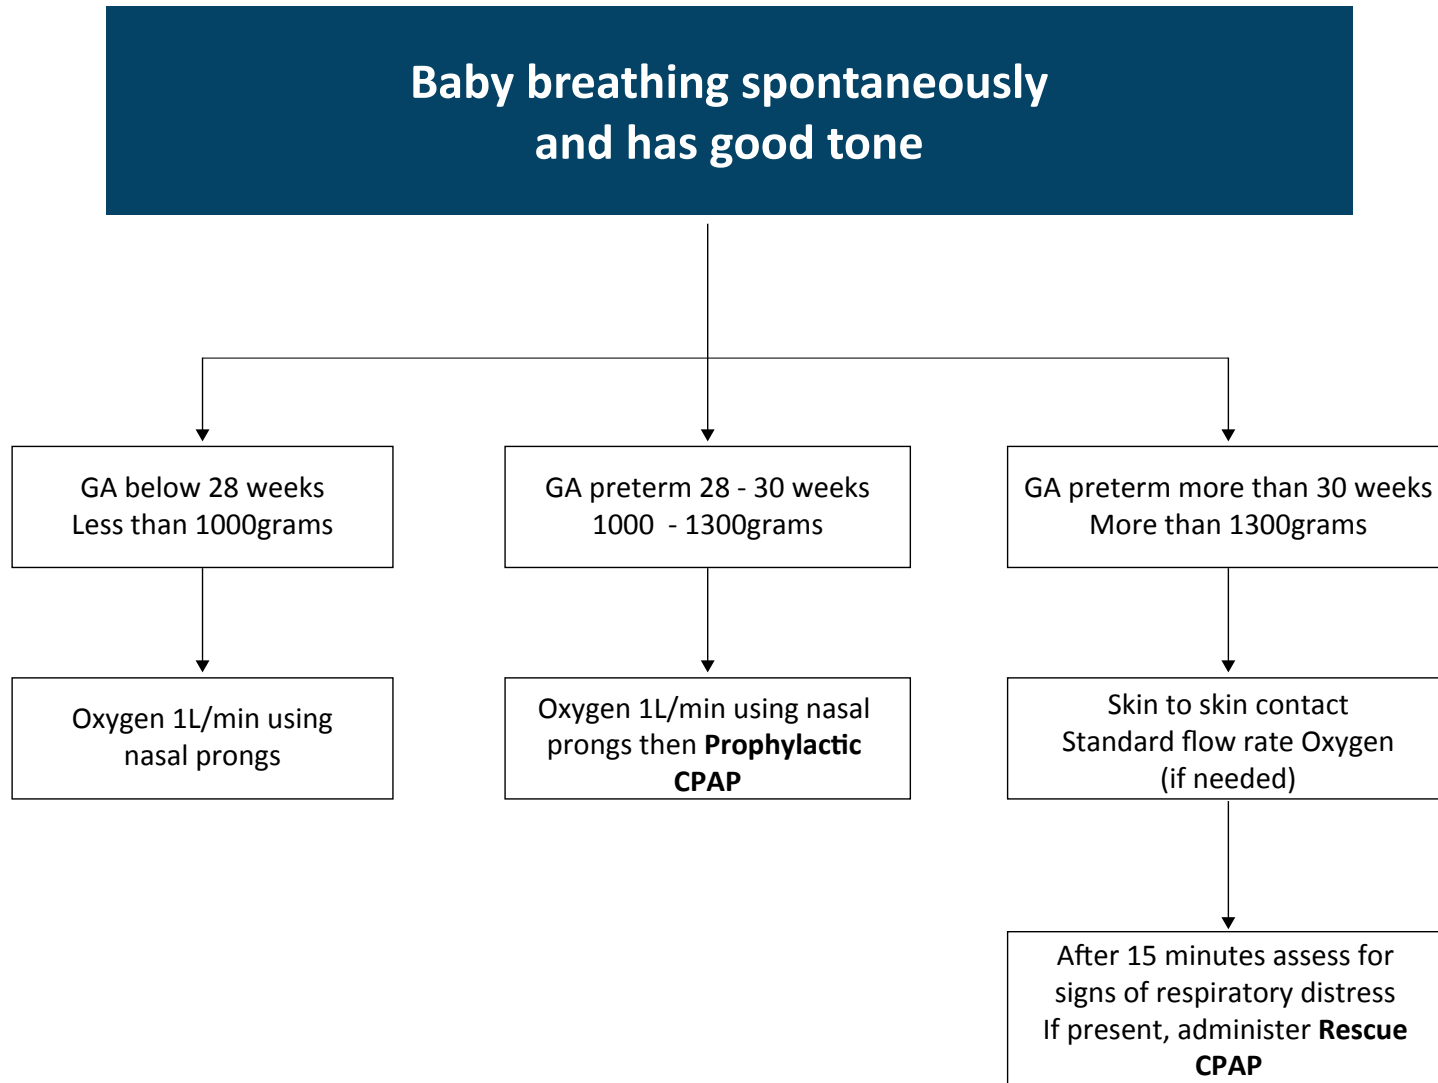 Baby breathing spontaneously
and has good tone
GA below 28 weeks
Less than 1000grams
GA preterm 28 - 30 weeks
1000  - 1300grams
GA preterm more than 30 weeks
More than 1300grams
Oxygen 1L/min using
nasal prongs
Oxygen 1L/min using nasal
prongs then Prophylactic
CPAP
Skin to skin contact
Standard flow rate Oxygen
(if needed)
After 15 minutes assess for
signs of respiratory distress
If present, administer Rescue
CPAP